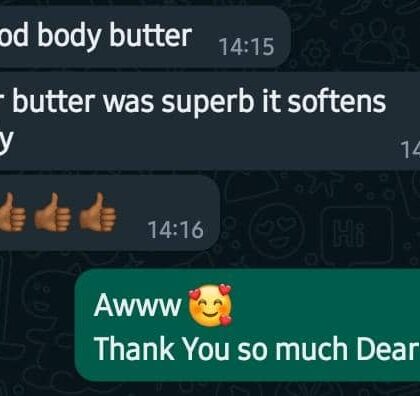 od body butter
14:15
r butter was superb it softens
y
14
👍🏾👍🏾👍🏾
14:16
Awww🥰
Thank You so much Dear